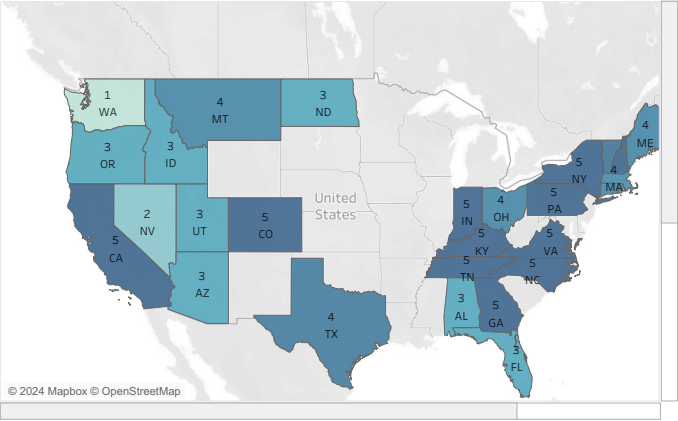 1
WA
4
MT
3
ND
3
OR
3
ID
2
NV
5
CA
3
UT
5
CO
3
AZ
4
TX
United
States
5
IN
4
OH
5
KY
5
TN
3
AL
5
GA
3
FL
5
NC
5
VA
5
PA
5
NY
4
MA
4
ME
© 2024 Mapbox © OpenStreetMap